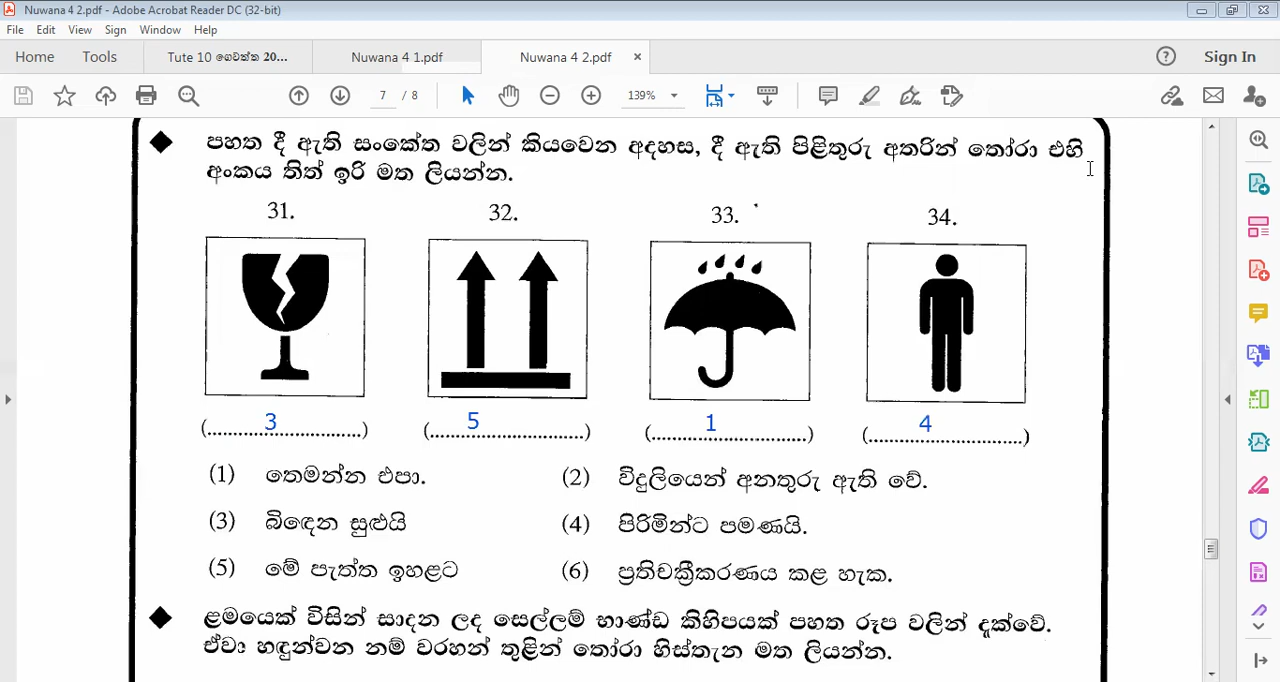 Nuwana 4 2.pdf - Adobe Acrobat Reader DC (32-bit)
File Edit View Sign Window Help
Home Tools Tute 10 ගෙවත්ත 20... Nuwana 4 1.pdf Nuwana 4 2.pdf × Sign In
7 / 8 139%
◆ පහත දී ඇති සංකේත වලින් කියවෙන අදහස, දී ඇති පිළිතුරු අතරින් තෝරා එහි
අංකය තිත් ඉරි මත ලියන්න.
31. 32. 33. 34.
(......3......) (......5......) (......1......) (......4......)
(1) තෙමන්න එපා. (2) විදුලියෙන් අනතුරු ඇති වේ.
(3) බිඳෙන සුළුයි (4) පිරිමින්ට පමණයි.
(5) මේ පැත්ත ඉහළට (6) ප්‍රතිචක්‍රීකරණය කළ හැක.
◆ ළමයෙක් විසින් සාදන ලද සෙල්ලම් භාණ්ඩ කිහිපයක් පහත රූප වලින් දැක්වේ.
ඒවා හඳුන්වන නම් වරහන් තුළින් තෝරා හිස්තැන මත ලියන්න.